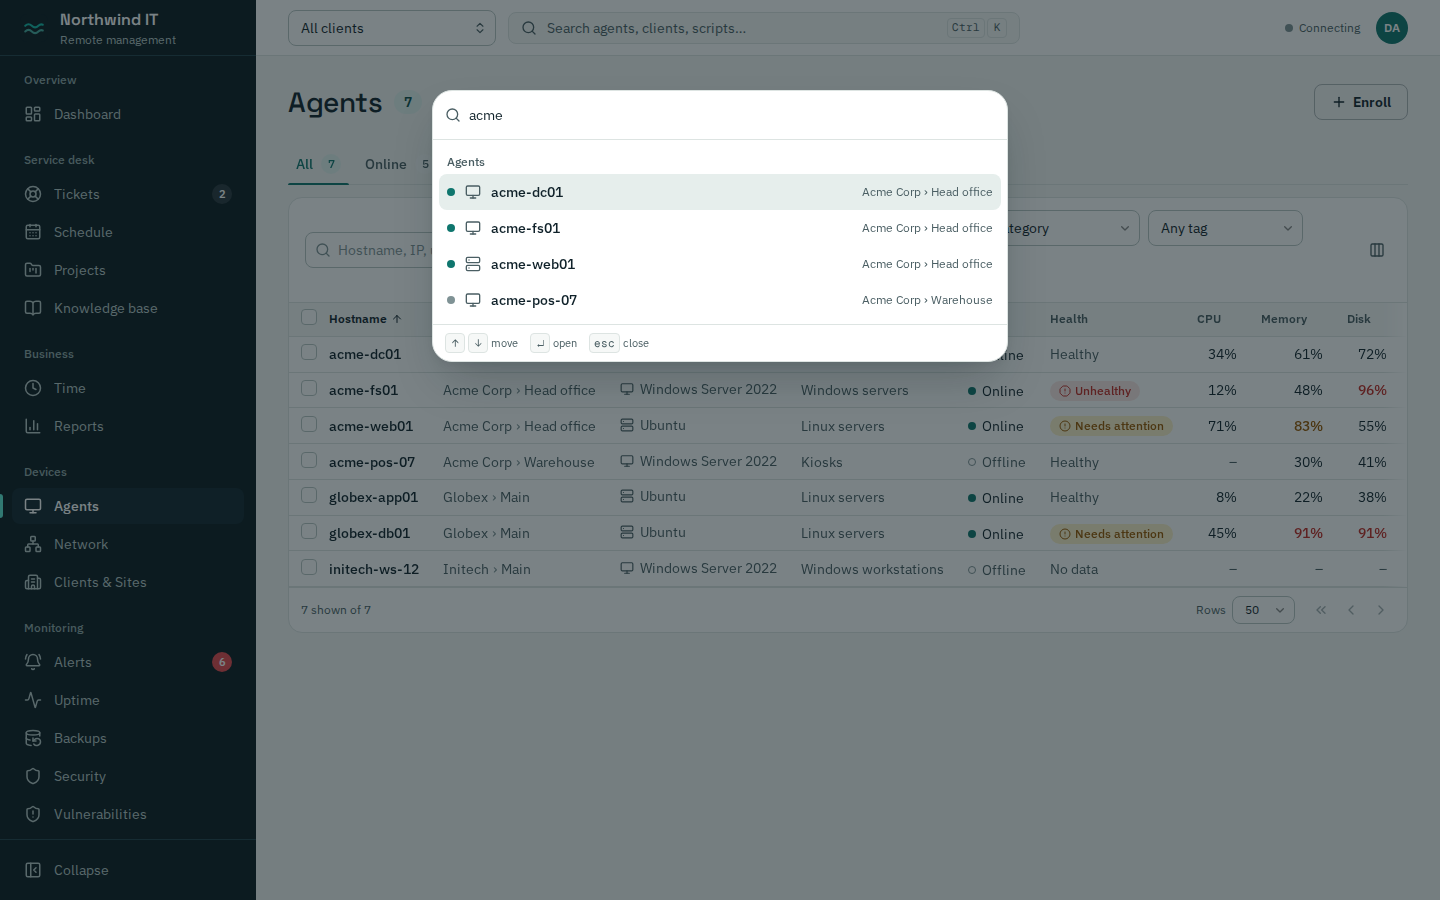 Northwind IT
Remote management
Overview
Dashboard
Service desk
Tickets 2
Schedule
Projects
Knowledge base
Business
Time
Reports
Devices
Agents
Network
Clients & Sites
Monitoring
Alerts 6
Uptime
Backups
Security
Vulnerabilities
Collapse
All clients
Search agents, clients, scripts... Ctrl K
Connecting DA
Agents 7
Enroll
All 7 Online 5
acme
Agents
acme-dc01 Acme Corp › Head office
acme-fs01 Acme Corp › Head office
acme-web01 Acme Corp › Head office
acme-pos-07 Acme Corp › Warehouse
↑ ↓ move ↵ open esc close
Hostname, IP,
Any tag
Hostname ↑ Health CPU Memory Disk
acme-dc01 Healthy 34% 61% 72%
acme-fs01 Acme Corp › Head office Windows Server 2022 Windows servers Online Unhealthy 12% 48% 96%
acme-web01 Acme Corp › Head office Ubuntu Linux servers Online Needs attention 71% 83% 55%
acme-pos-07 Acme Corp › Warehouse Windows Server 2022 Kiosks Offline Healthy – 30% 41%
globex-app01 Globex › Main Ubuntu Linux servers Online Healthy 8% 22% 38%
globex-db01 Globex › Main Ubuntu Linux servers Online Needs attention 45% 91% 91%
initech-ws-12 Initech › Main Windows Server 2022 Windows workstations Offline No data – – –
7 shown of 7
Rows 50